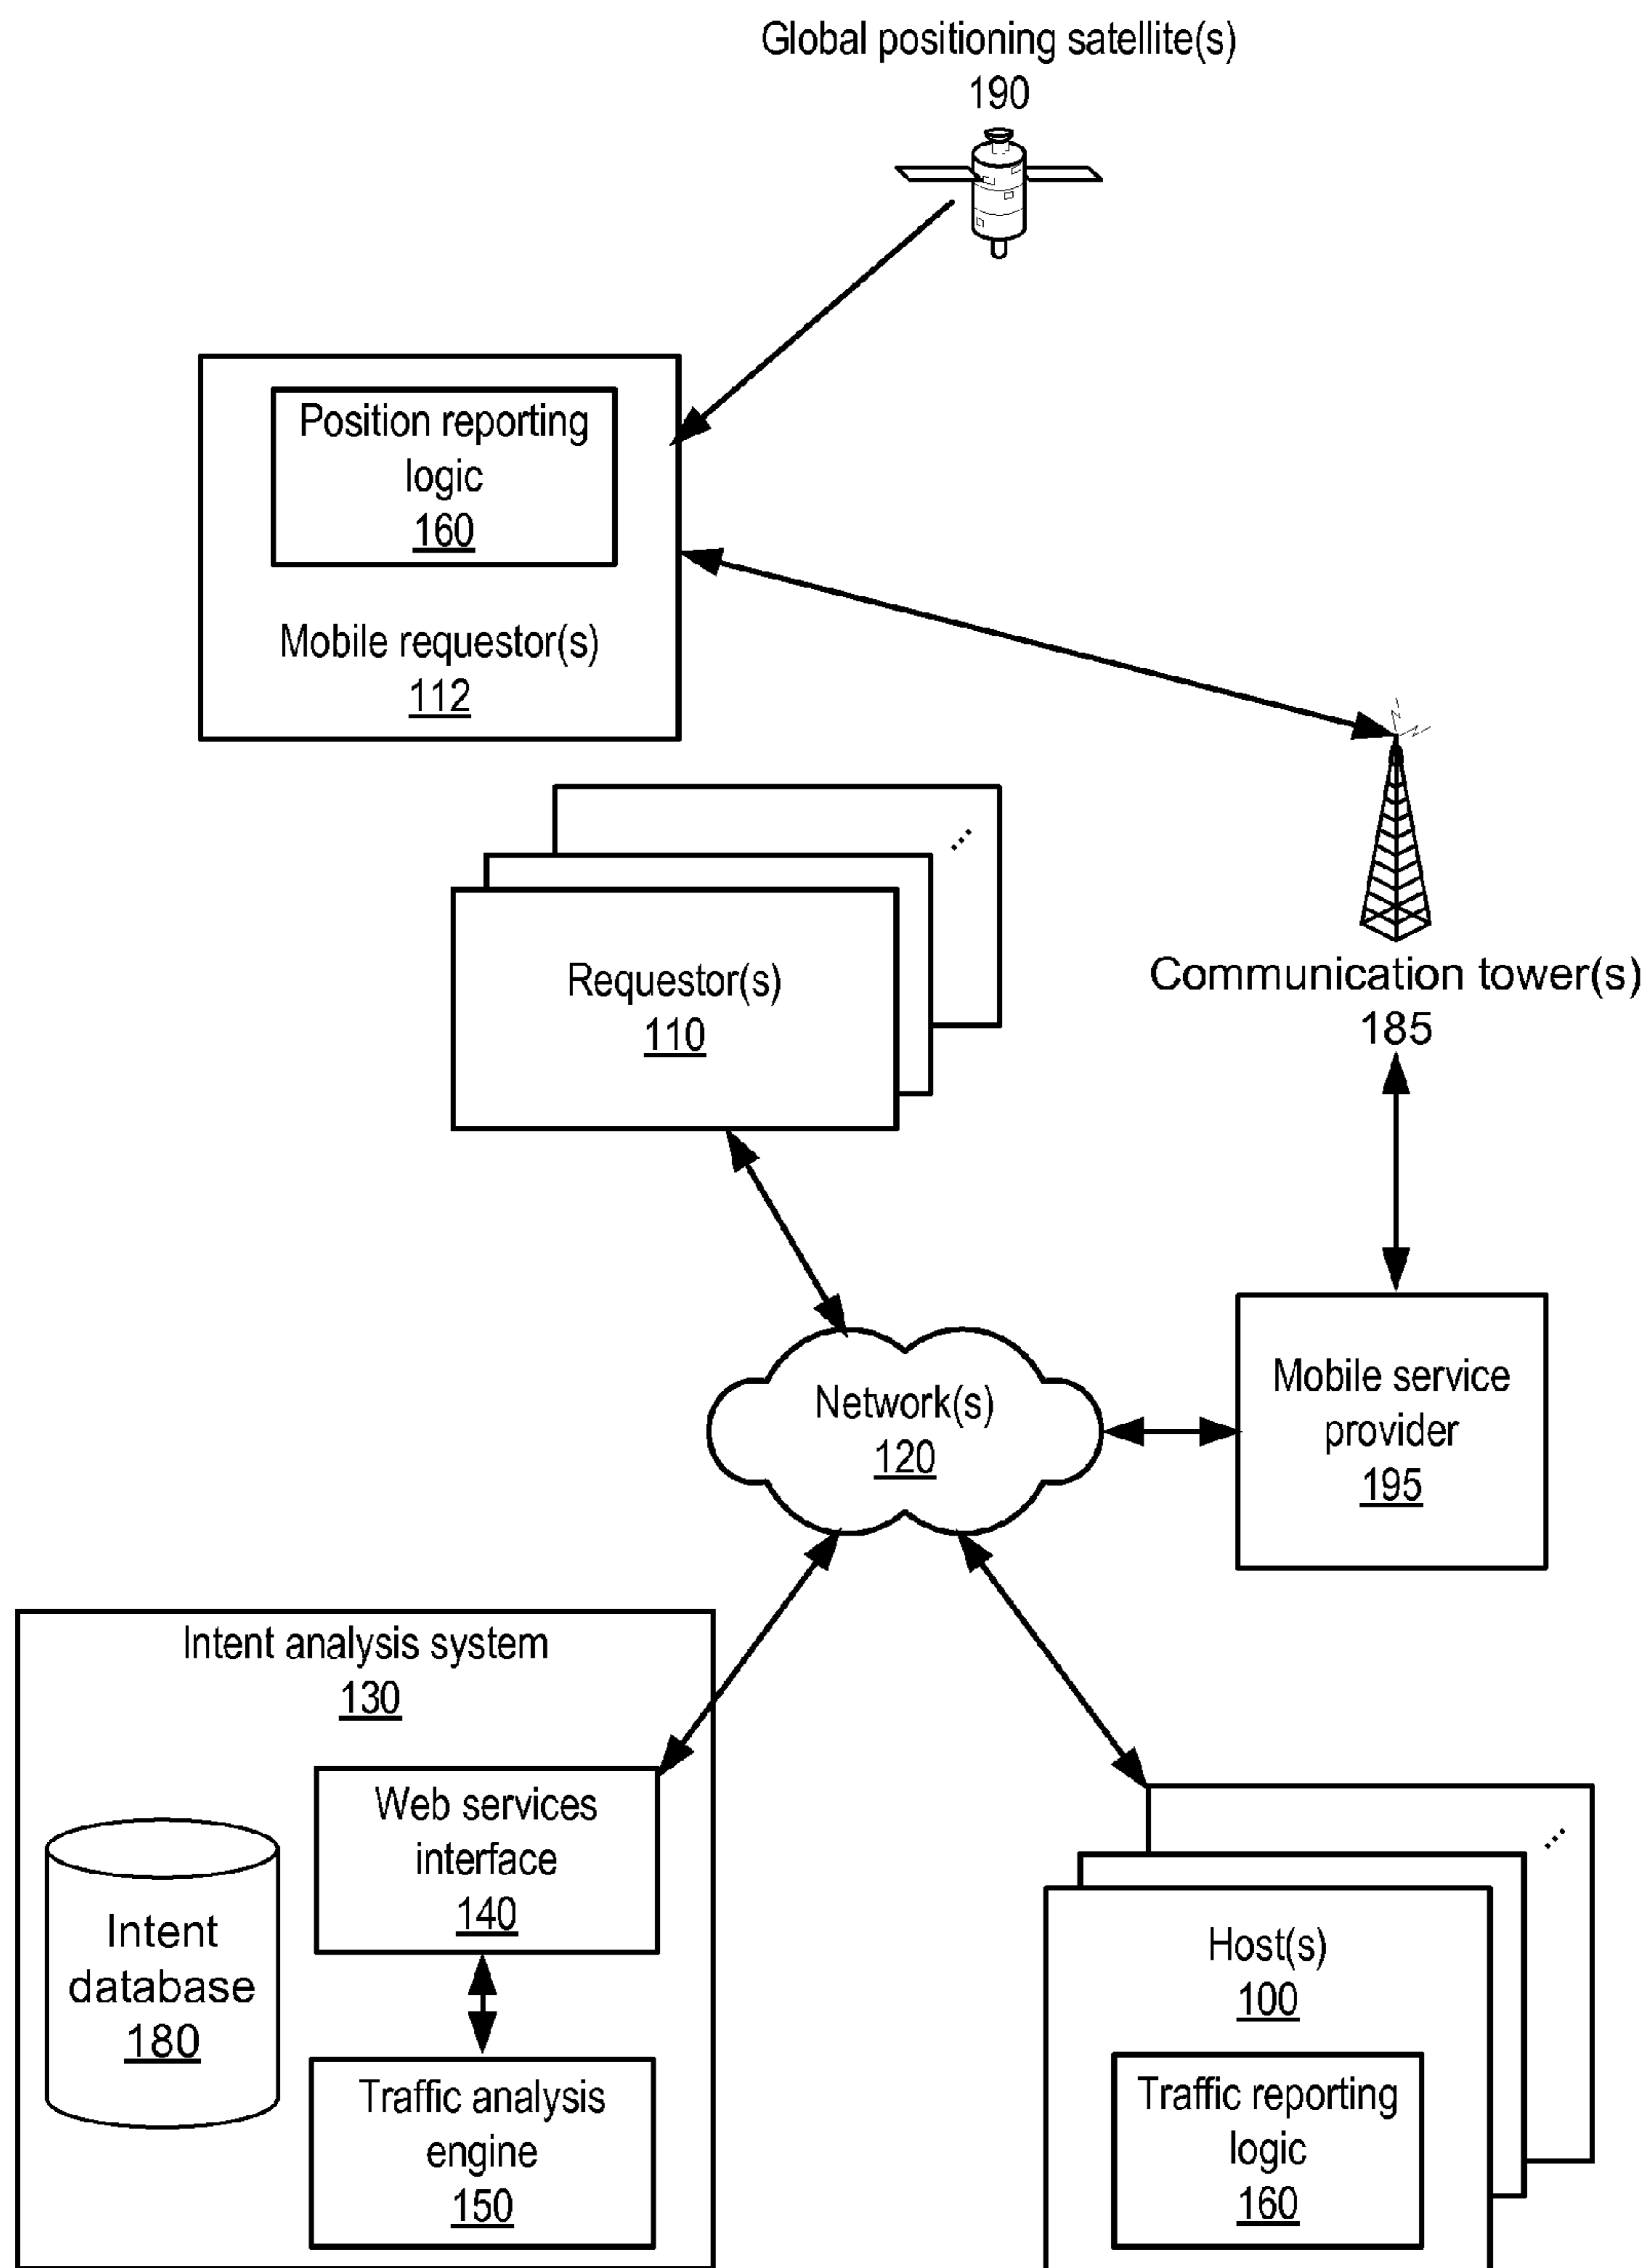 Global positioning satellite(s)
190
Position reporting
logic
160
Mobile requestor(s)
112
...
Requestor(s)
110
Communication tower(s)
185
Network(s)
120
Mobile service
provider
195
Intent analysis system
130
Web services
interface
140
Intent
database
180
Traffic analysis
engine
150
...
Host(s)
100
Traffic reporting
logic
160